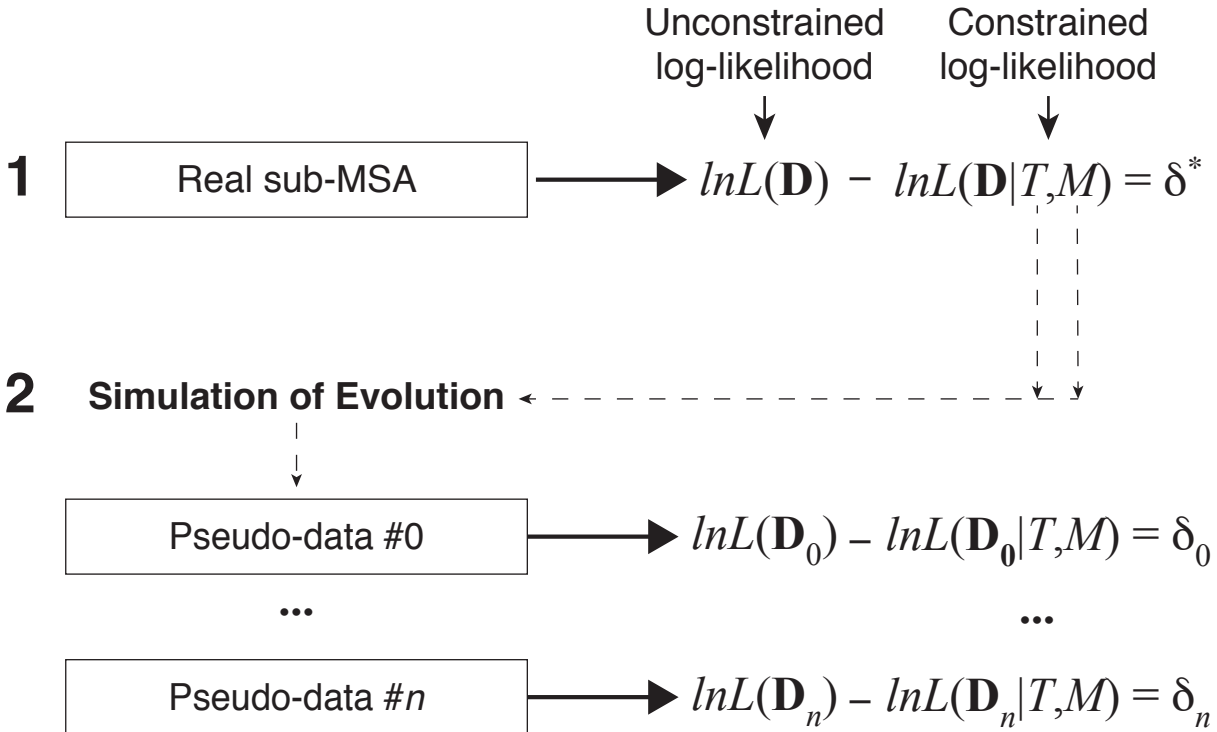 Unconstrained log-likelihood
Constrained log-likelihood
1 Real sub-MSA lnL(D) – lnL(D|T,M) = δ*
2 Simulation of Evolution
Pseudo-data #0 lnL(D₀) – lnL(D₀|T,M) = δ₀
... ...
Pseudo-data #n lnL(Dₙ) – lnL(Dₙ|T,M) = δₙ